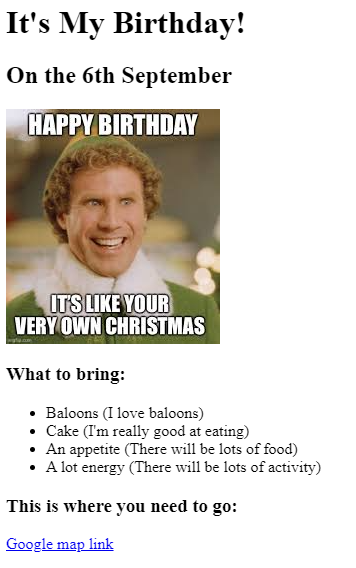 It's My Birthday!
On the 6th September
HAPPY BIRTHDAY
IT'S LIKE YOUR
VERY OWN CHRISTMAS
imgflip.com
What to bring:
Baloons (I love baloons)
Cake (I'm really good at eating)
An appetite (There will be lots of food)
A lot energy (There will be lots of activity)
This is where you need to go:
Google map link